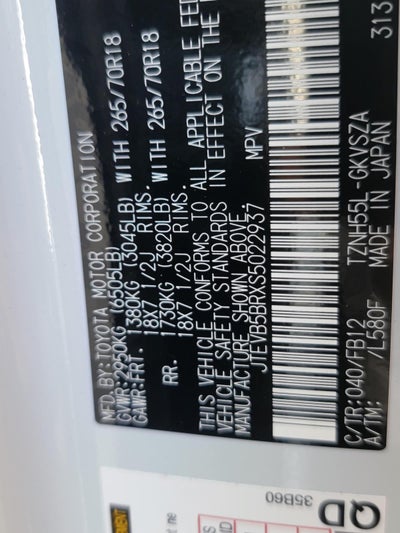 MFD. BY: TOYOTA MOTOR CORPORATION
GVWR: 2950KG (6505LB)
GAWR: FRT. 1380KG (3045LB) WITH 265/70R18
18X7 1/2J RIMS.
RR. 1730KG (3820LB) WITH 265/70R18
18X7 1/2J RIMS.
THIS VEHICLE CONFORMS TO ALL APPLICABLE
VEHICLE SAFETY STANDARDS IN EFFECT ON THE
MANUFACTURE SHOWN ABOVE.
JTEVB5BRXS5022937 MPV
C/TR: 040/FB12 TZNH55L-GKVSZA 313
A/TM: /L580F MADE IN JAPAN
35B60
QD